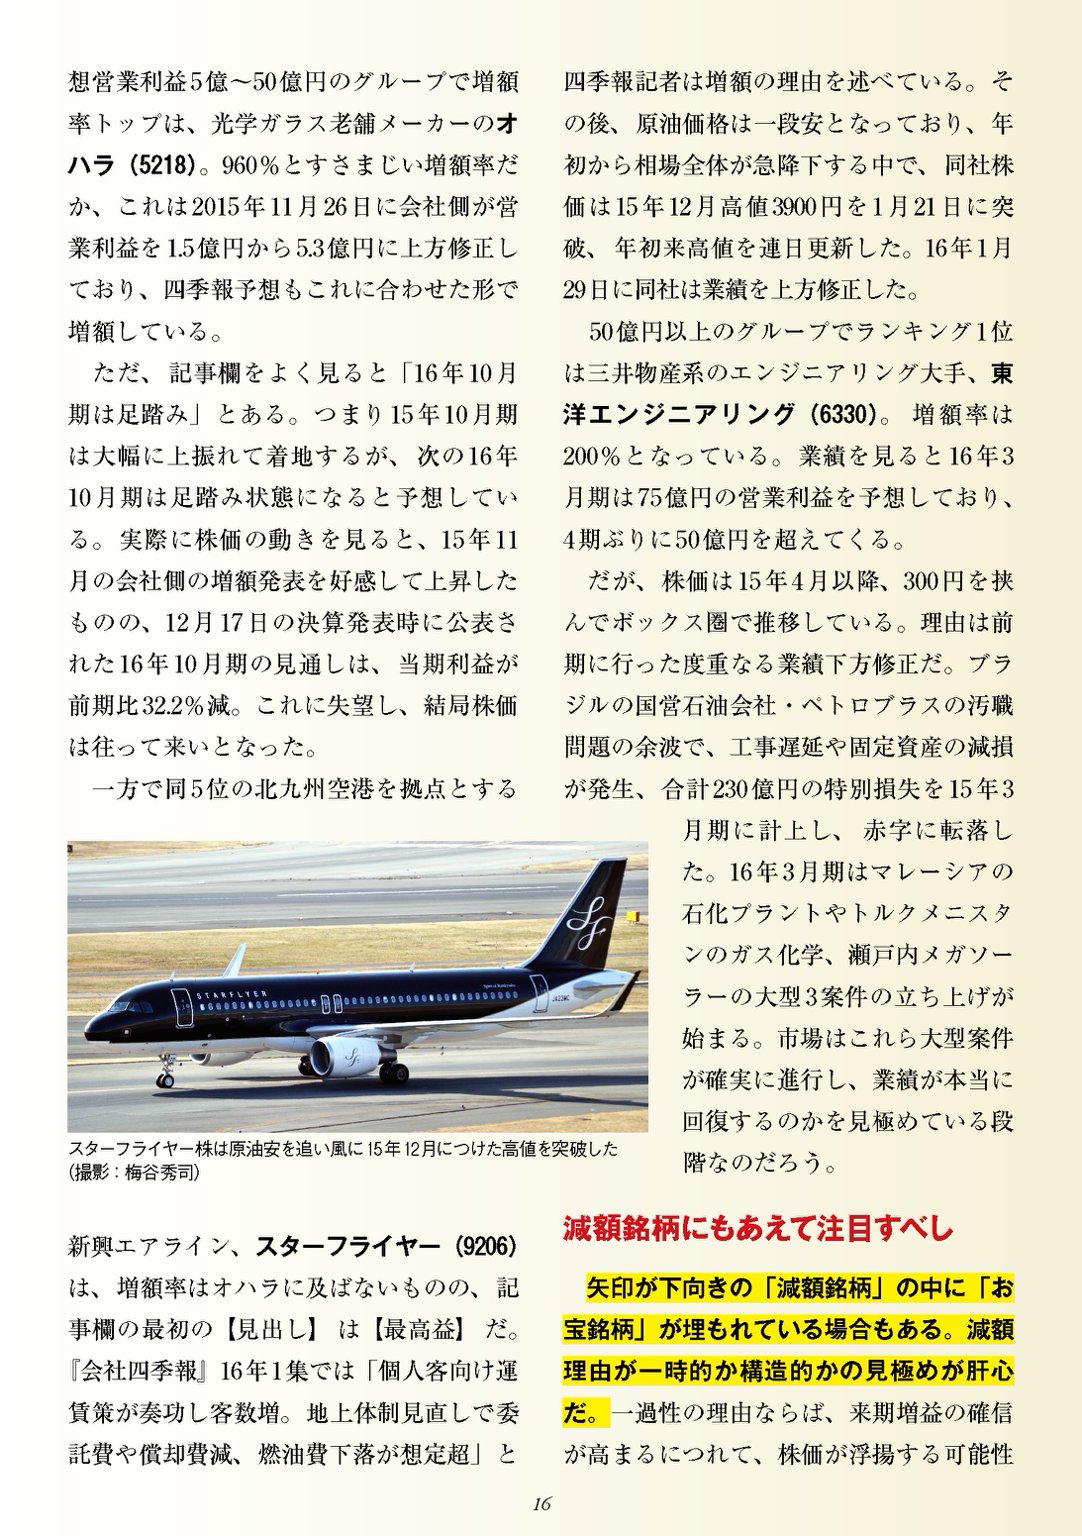 想営業利益5億～50億円のグループで増額
率トップは、光学ガラス老舗メーカーのオ
ハラ（5218）。960％とすさまじい増額率だ
か、これは2015年11月26日に会社側が営
業利益を1.5億円から5.3億円に上方修正し
ており、四季報予想もこれに合わせた形で
増額している。
ただ、記事欄をよく見ると「16年10月
期は足踏み」とある。つまり15年10月期
は大幅に上振れて着地するが、次の16年
10月期は足踏み状態になると予想してい
る。実際に株価の動きを見ると、15年11
月の会社側の増額発表を好感して上昇した
ものの、12月17日の決算発表時に公表さ
れた16年10月期の見通しは、当期利益が
前期比32.2％減。これに失望し、結局株価
は往って来いとなった。
一方で同5位の北九州空港を拠点とする
STARFLYER
Spirit of Kitakyushu
JA23MC
スターフライヤー株は原油安を追い風に15年12月につけた高値を突破した
（撮影：梅谷秀司）
新興エアライン、スターフライヤー（9206）
は、増額率はオハラに及ばないものの、記
事欄の最初の【見出し】は【最高益】だ。
『会社四季報』16年1集では「個人客向け運
賃策が奏功し客数増。地上体制見直しで委
託費や償却費減、燃油費下落が想定超」と
四季報記者は増額の理由を述べている。そ
の後、原油価格は一段安となっており、年
初から相場全体が急降下する中で、同社株
価は15年12月高値3900円を1月21日に突
破、年初来高値を連日更新した。16年1月
29日に同社は業績を上方修正した。
50億円以上のグループでランキング1位
は三井物産系のエンジニアリング大手、東
洋エンジニアリング（6330）。増額率は
200％となっている。業績を見ると16年3
月期は75億円の営業利益を予想しており、
4期ぶりに50億円を超えてくる。
だが、株価は15年4月以降、300円を挟
んでボックス圏で推移している。理由は前
期に行った度重なる業績下方修正だ。ブラ
ジルの国営石油会社・ペトロブラスの汚職
問題の余波で、工事遅延や固定資産の減損
が発生、合計230億円の特別損失を15年3
月期に計上し、赤字に転落し
た。16年3月期はマレーシアの
石化プラントやトルクメニスタ
ンのガス化学、瀬戸内メガソー
ラーの大型3案件の立ち上げが
始まる。市場はこれら大型案件
が確実に進行し、業績が本当に
回復するのかを見極めている段
階なのだろう。
減額銘柄にもあえて注目すべし
矢印が下向きの「減額銘柄」の中に「お
宝銘柄」が埋もれている場合もある。減額
理由が一時的か構造的かの見極めが肝心
だ。一過性の理由ならば、来期増益の確信
が高まるにつれて、株価が浮揚する可能性
16